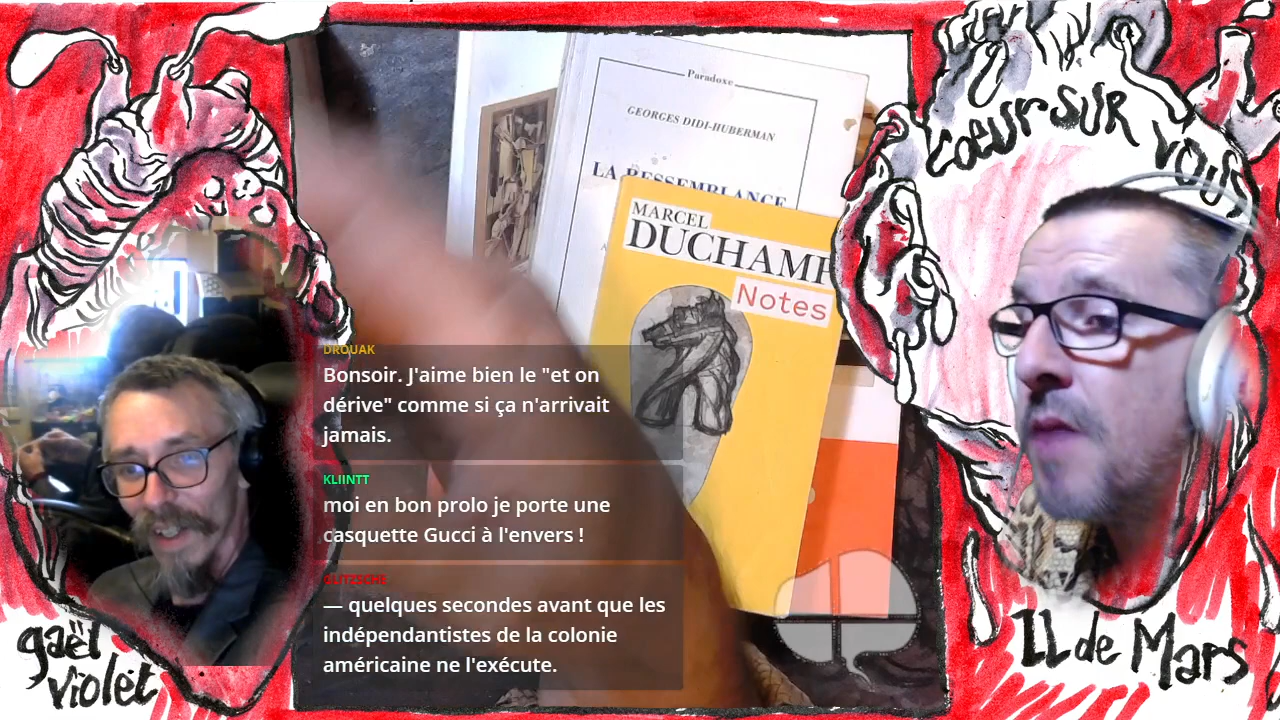 Paradoxe
GEORGES DIDI-HUBERMAN
LA RESSEMBLANCE
MARCEL
DUCHAMP
Notes
cœur SUR
vous
DROUAK
Bonsoir. J'aime bien le "et on
dérive" comme si ça n'arrivait
jamais.
KLIINTT
moi en bon prolo je porte une
casquette Gucci à l'envers !
GLITZSCHE
— quelques secondes avant que les
indépendantistes de la colonie
américaine ne l'exécute.
gaël
violet
LL de Mars